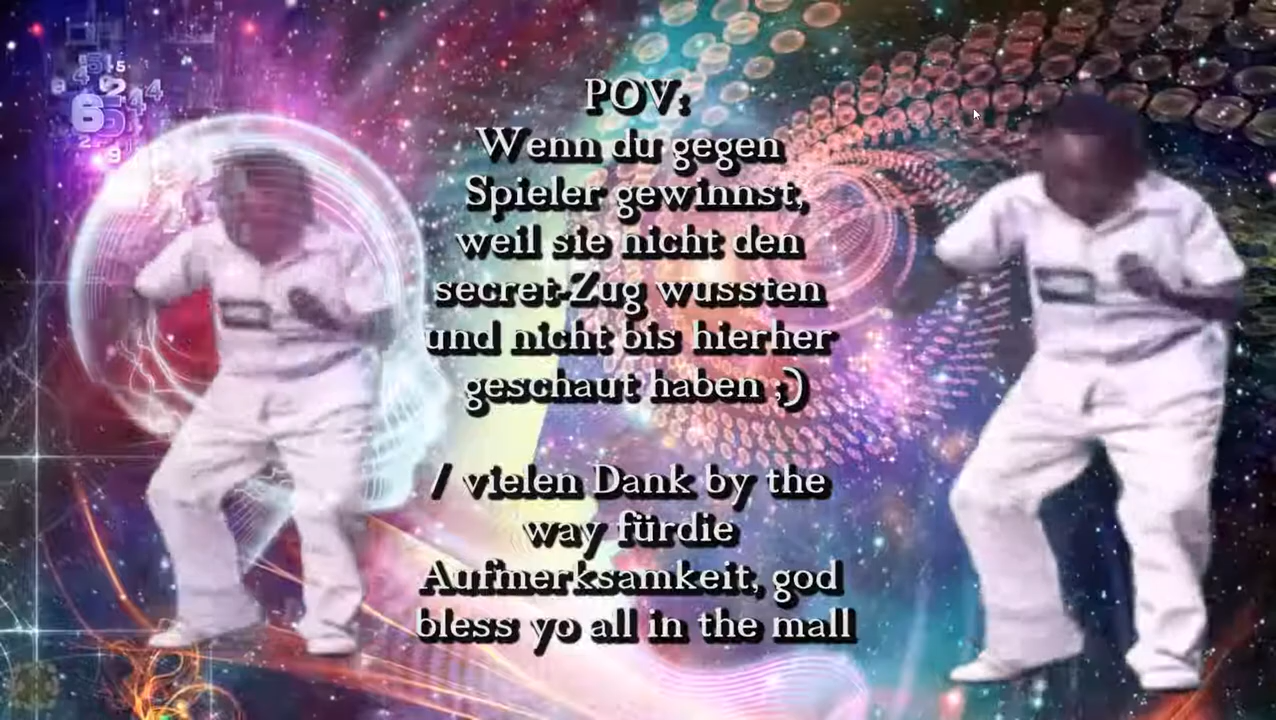 POV:
Wenn du gegen
Spieler gewinnst,
weil sie nicht den
secret-Zug wussten
und nicht bis hierher
geschaut haben ;)
/ vielen Dank by the
way fürdie
Aufmerksamkeit, god
bless yo all in the mall